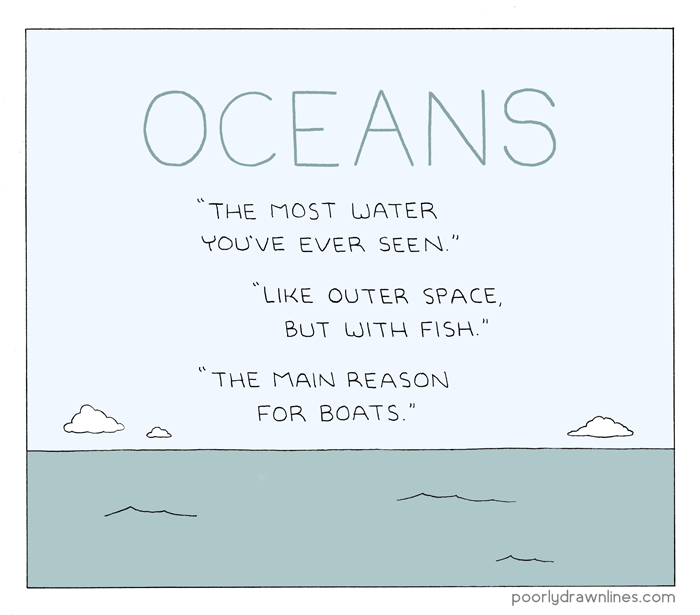 OCEANS
“THE MOST WATER
YOU'VE EVER SEEN.”
“LIKE OUTER SPACE,
BUT WITH FISH.”
“THE MAIN REASON
FOR BOATS.”
poorlydrawnlines.com